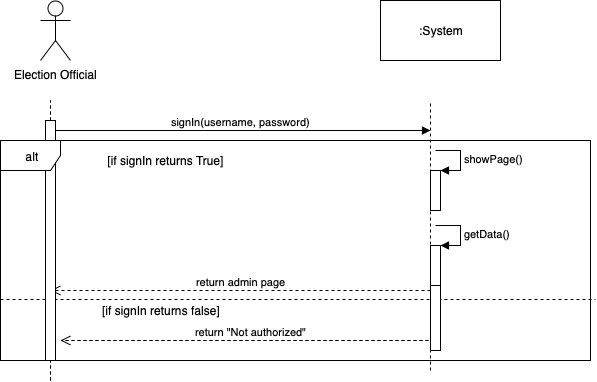 :System
Election Official
signIn(username, password)
alt
[if signIn returns True]
showPage()
getData()
return admin page
[if signIn returns false]
return "Not authorized"